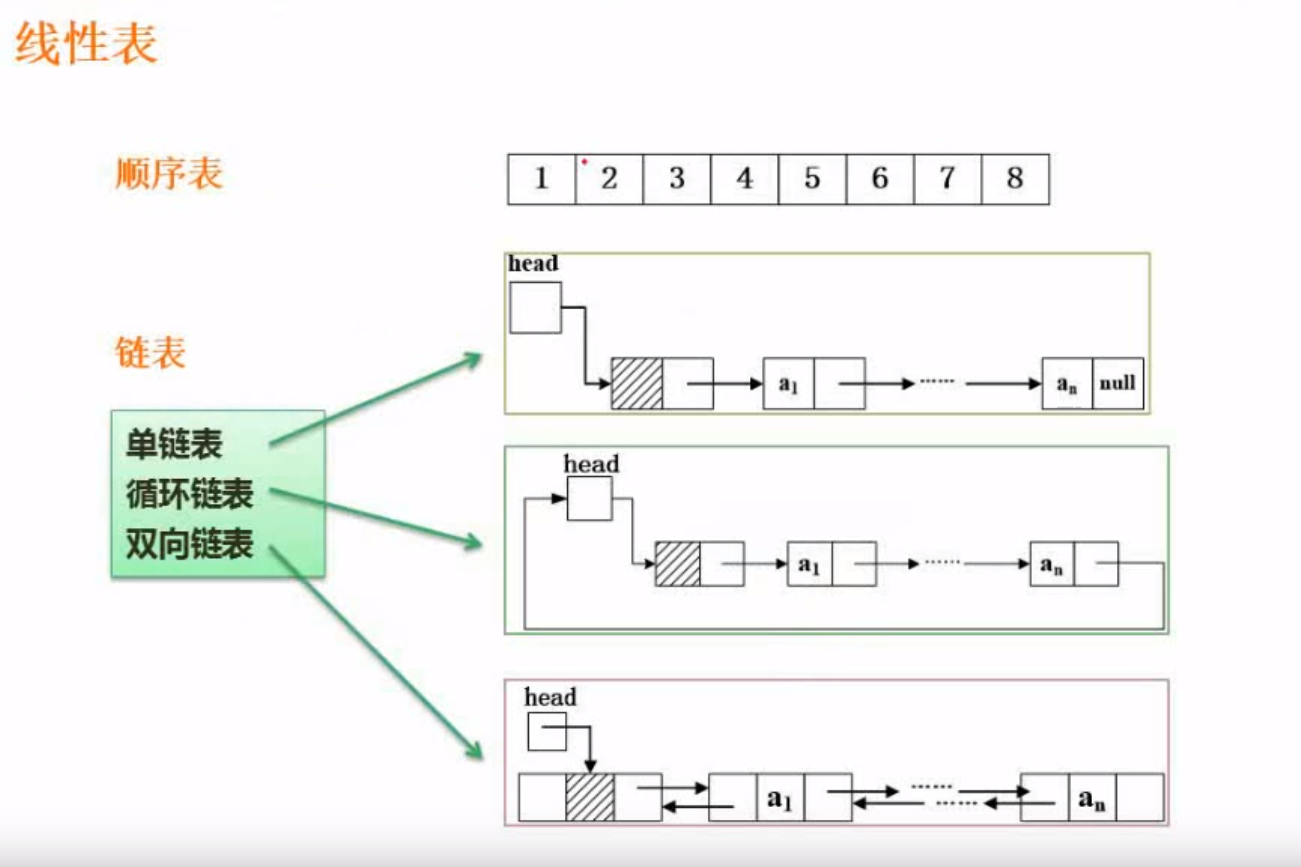 线性表
顺序表
1 2 3 4 5 6 7 8
head
a₁ ...... aₙ null
链表
单链表
循环链表
双向链表
head
a₁ ...... aₙ
head
a₁ ...... aₙ
......